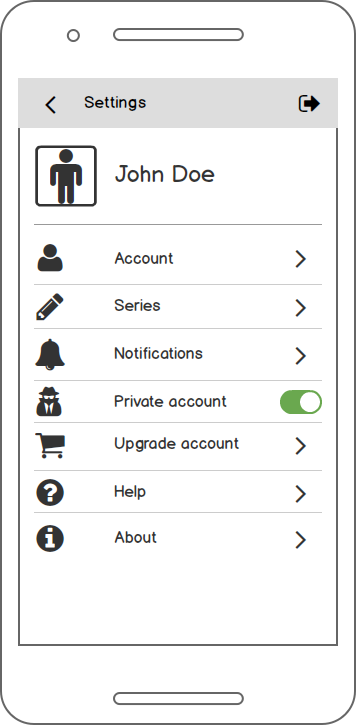 Settings
John Doe
Account
Series
Notifications
Private account
Upgrade account
Help
About